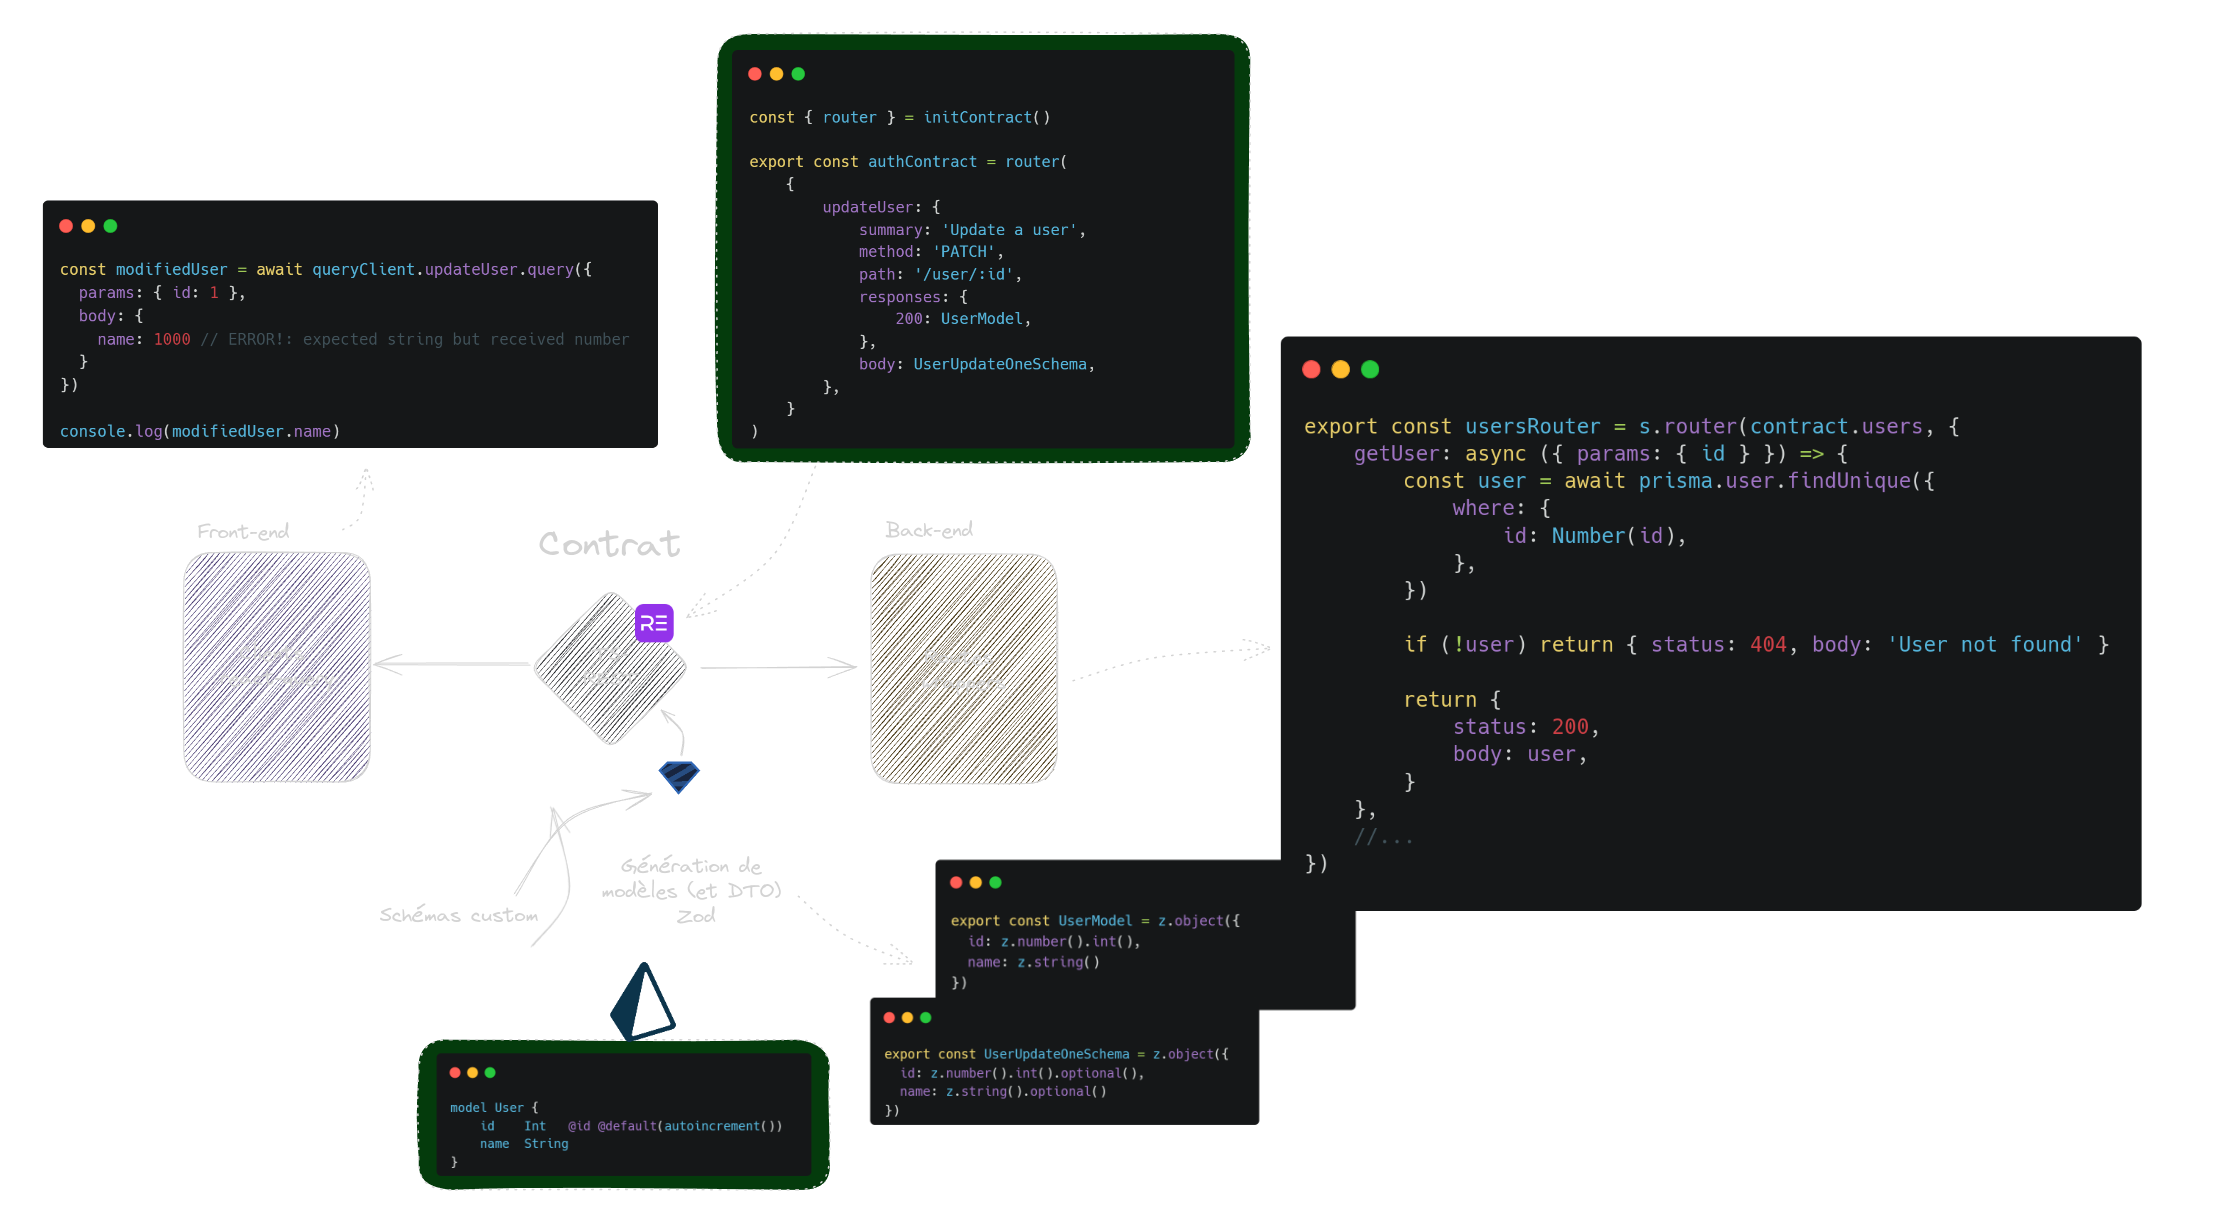 const { router } = initContract()
export const authContract = router(
    {
        updateUser: {
            summary: 'Update a user',
            method: 'PATCH',
            path: '/user/:id',
            responses: {
                200: UserModel,
            },
            body: UserUpdateOneSchema,
        },
    }
)
const modifiedUser = await queryClient.updateUser.query({
  params: { id: 1 },
  body: {
    name: 1000 // ERROR!: expected string but received number
  }
})
console.log(modifiedUser.name)
Front-end
Contrat
Back-end
RE
export const usersRouter = s.router(contract.users, {
    getUser: async ({ params: { id } }) => {
        const user = await prisma.user.findUnique({
            where: {
                id: Number(id),
            },
        })
        if (!user) return { status: 404, body: 'User not found' }
        return {
            status: 200,
            body: user,
        }
    },
    //...
})
Génération de
modèles (et DTO)
Zod
Schémas custom
export const UserModel = z.object({
  id: z.number().int(),
  name: z.string()
})
export const UserUpdateOneSchema = z.object({
  id: z.number().int().optional(),
  name: z.string().optional()
})
model User {
    id    Int   @id @default(autoincrement())
    name  String
}